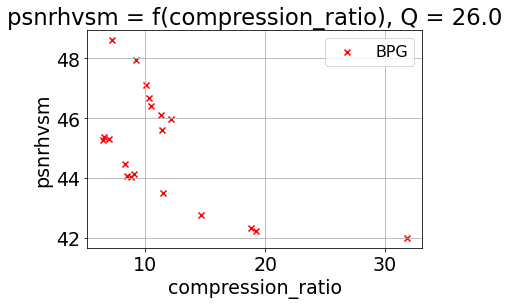 psnrhvsm = f(compression_ratio), Q = 26.0
BPG
48
46
44
42
psnrhvsm
10 20 30
compression_ratio